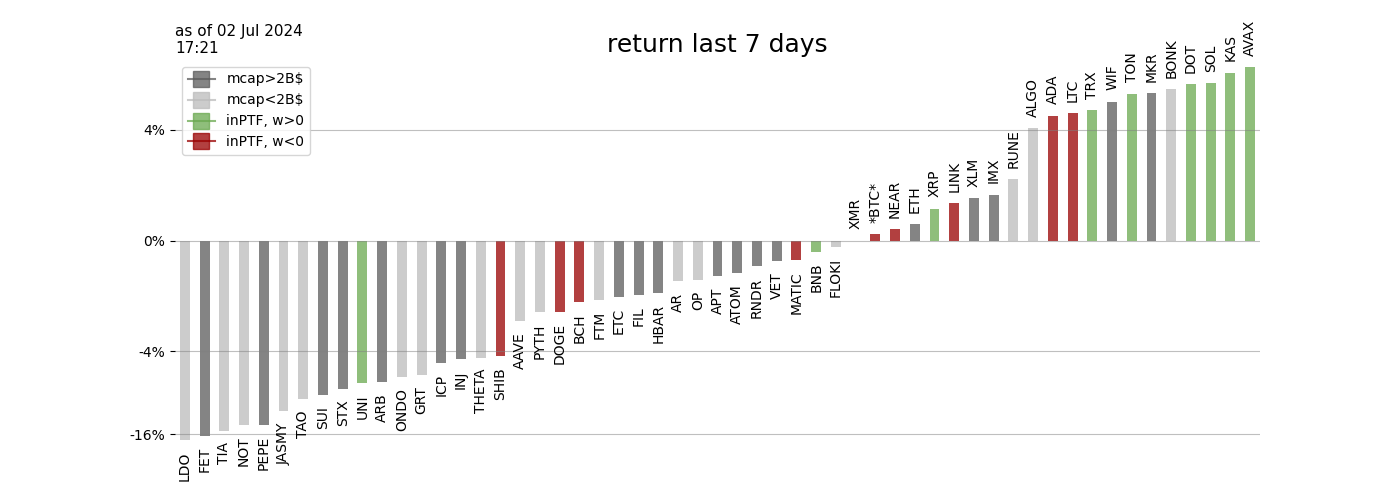 as of 02 Jul 2024
17:21
return last 7 days
mcap>2B$
mcap<2B$
inPTF, w>0
inPTF, w<0
4%
0%
-4%
-16%
LDO
FET
TIA
NOT
PEPE
JASMY
TAO
SUI
STX
UNI
ARB
ONDO
GRT
ICP
INJ
THETA
SHIB
AAVE
PYTH
DOGE
BCH
FTM
ETC
FIL
HBAR
AR
OP
APT
ATOM
RNDR
VET
MATIC
BNB
FLOKI
XMR
*BTC*
NEAR
ETH
XRP
LINK
XLM
IMX
RUNE
ALGO
ADA
LTC
TRX
WIF
TON
MKR
BONK
DOT
SOL
KAS
AVAX